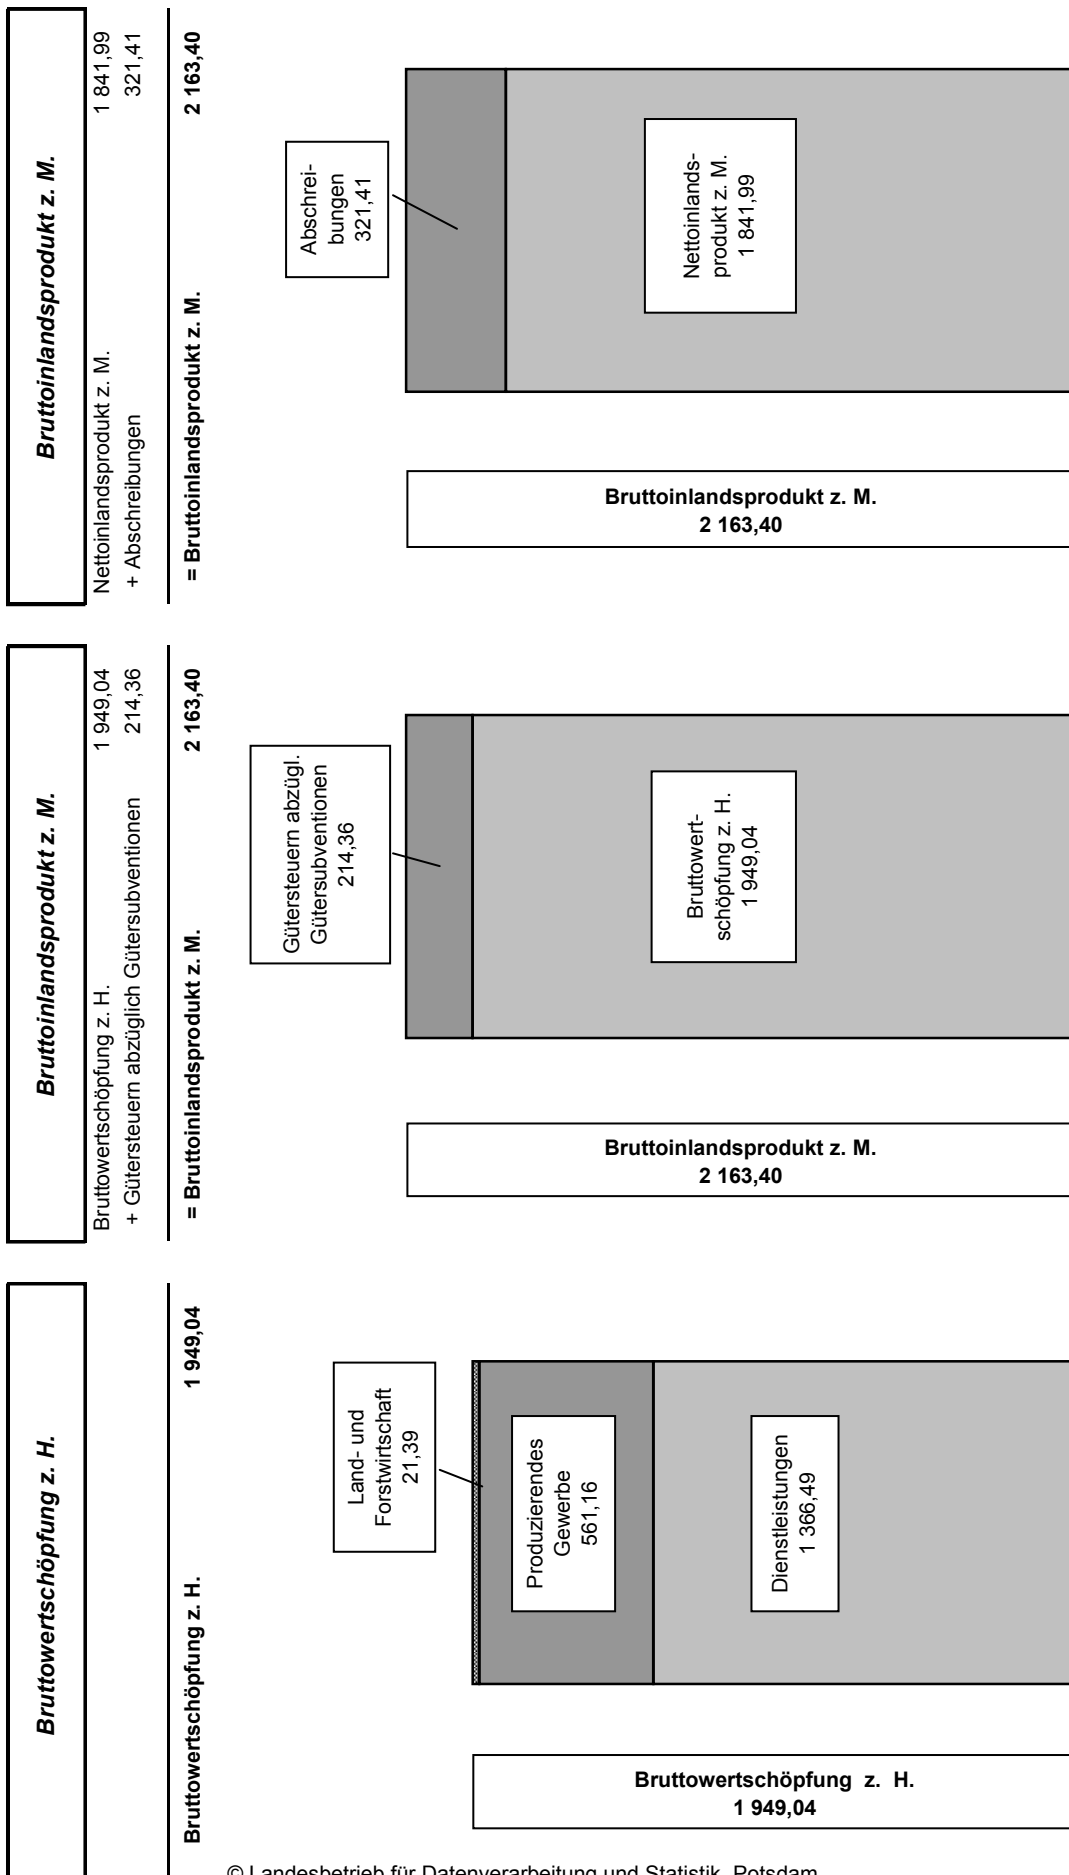 Bruttowertschöpfung z. H.
Bruttowertschöpfung z. H. 1 949,04
Land- und
Forstwirtschaft
21,39
Produzierendes
Gewerbe
561,16
Dienstleistungen
1 366,49
Bruttowertschöpfung z. H.
1 949,04
Bruttoinlandsprodukt z. M.
Bruttowertschöpfung z. H. 1 949,04
+ Gütersteuern abzüglich Gütersubventionen 214,36
= Bruttoinlandsprodukt z. M. 2 163,40
Gütersteuern abzügl.
Gütersubventionen
214,36
Bruttowert-
schöpfung z. H.
1 949,04
Bruttoinlandsprodukt z. M.
2 163,40
Bruttoinlandsprodukt z. M.
Nettoinlandsprodukt z. M. 1 841,99
+ Abschreibungen 321,41
= Bruttoinlandsprodukt z. M. 2 163,40
Abschrei-
bungen
321,41
Nettoinlands-
produkt z. M.
1 841,99
Bruttoinlandsprodukt z. M.
2 163,40
© Landesbetrieb für Datenverarbeitung und Statistik, Potsdam